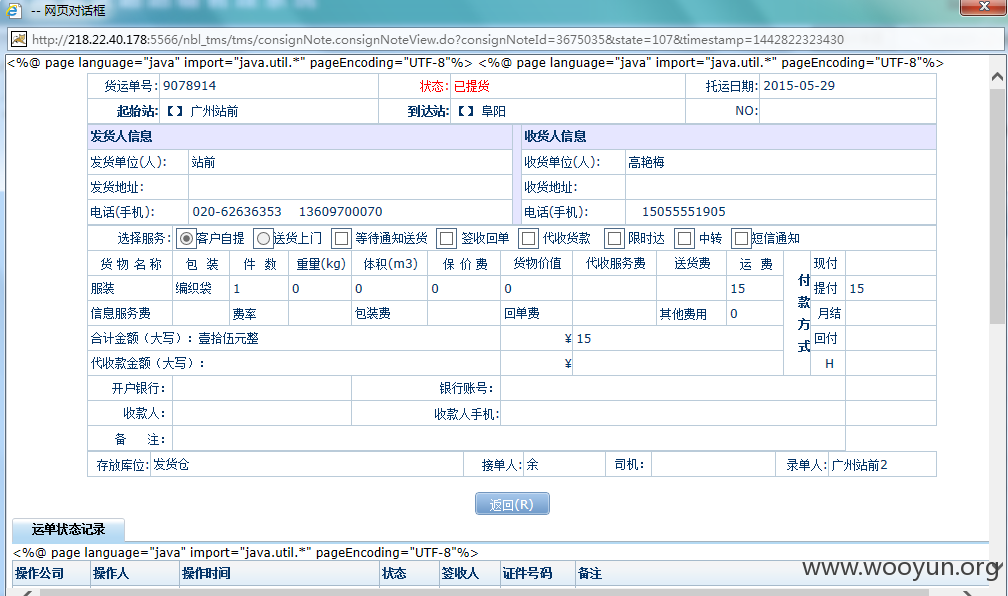 -- 网页对话框
http://218.22.40.178:5566/nbl_tms/tms/consignNote.consignNoteView.do?consignNoteId=3675035&state=107&timestamp=1442822323430
<%@ page language="java" import="java.util.*" pageEncoding="UTF-8"%> <%@ page language="java" import="java.util.*" pageEncoding="UTF-8"%>
货运单号: 9078914 状态: 已提货 托运日期: 2015-05-29
起始站: 【 】 广州站前 到达站: 【 】 阜阳 NO:
发货人信息 收货人信息
发货单位(人): 站前 收货单位(人): 高艳梅
发货地址: 收货地址:
电话(手机): 020-62636353 13609700070 电话(手机): 15055551905
选择服务: 客户自提 送货上门 等待通知送货 签收回单 代收货款 限时达 中转 短信通知
货 物 名 称 包 装 件 数 重量(kg) 体积(m3) 保 价 费 货物价值 代收服务费 送货费 运 费 付款方式 现付
服装 编织袋 1 0 0 0 0 15 提付 15
信息服务费 费率 包装费 回单费 其他费用 0 月结
合计金额（大写）: 壹拾伍元整 ¥ 15 回付
代收款金额（大写）: ¥ H
开户银行: 银行账号:
收款人: 收款人手机:
备 注:
存放库位: 发货仓 接单人: 余 司机: 录单人: 广州站前2
返回(R)
运单状态记录
<%@ page language="java" import="java.util.*" pageEncoding="UTF-8"%>
操作公司 操作人 操作时间 状态 签收人 证件号码 备注
www.wooyun.org